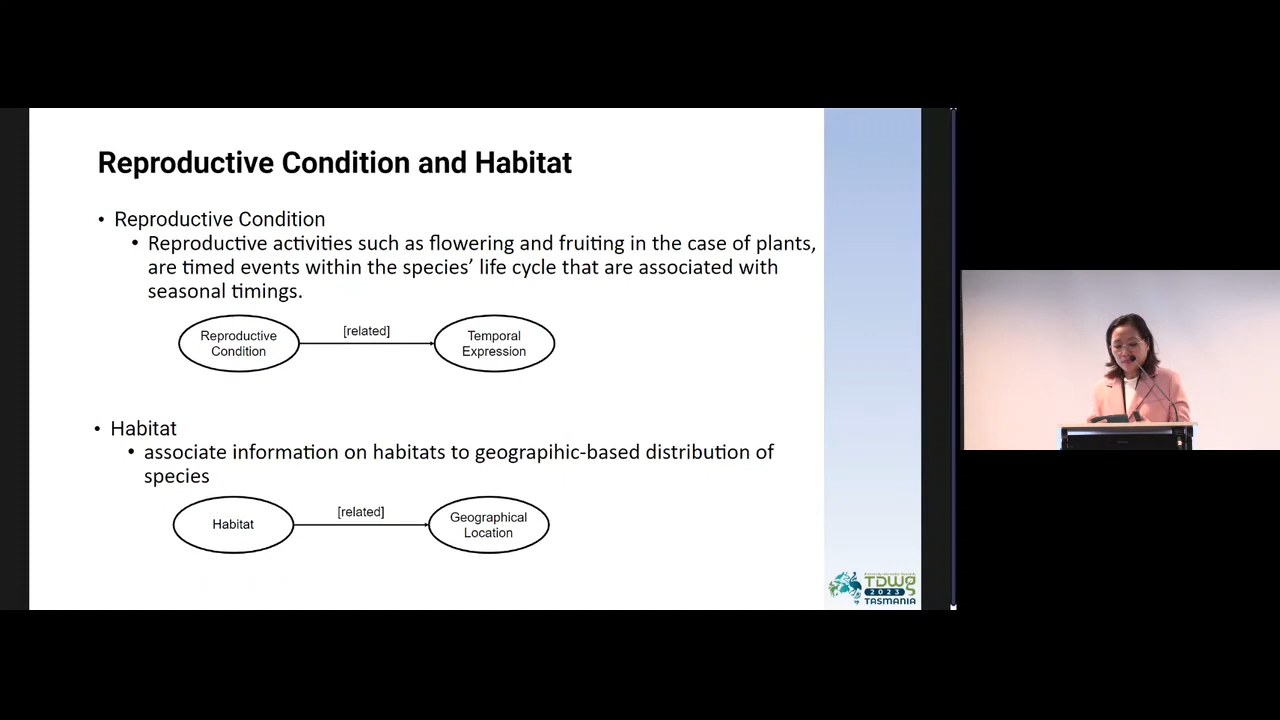 Reproductive Condition and Habitat
• Reproductive Condition
• Reproductive activities such as flowering and fruiting in the case of plants,
are timed events within the species’ life cycle that are associated with
seasonal timings.
Reproductive
Condition
[related]
Temporal
Expression
• Habitat
• associate information on habitats to geograpihic-based distribution of
species
Habitat
[related]
Geographical
Location
TDWG
2023
TASMANIA